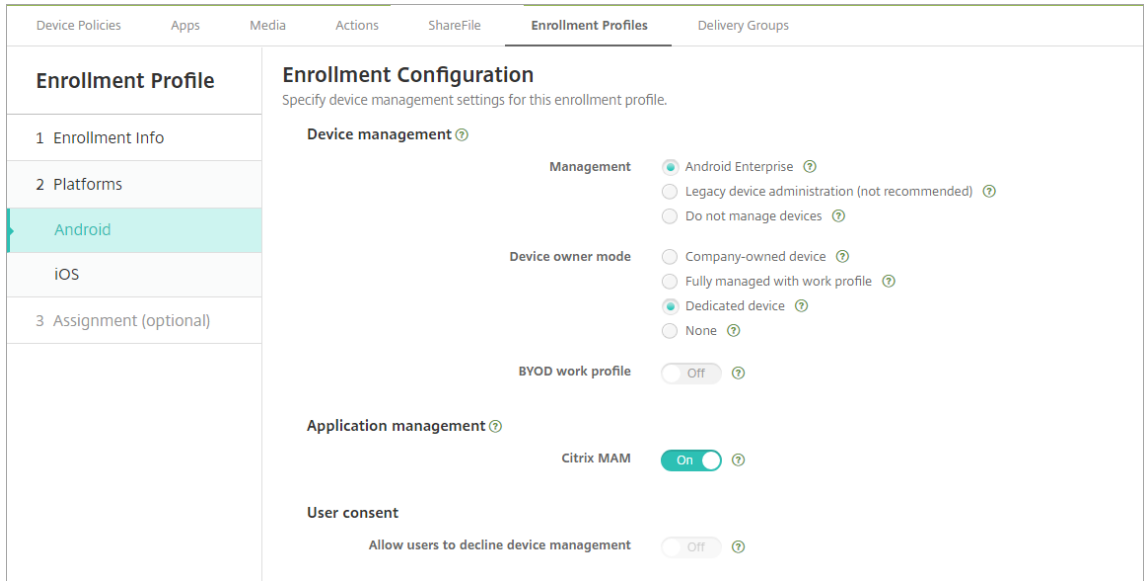 Device Policies Apps Media Actions ShareFile Enrollment Profiles Delivery Groups
Enrollment Profile
1 Enrollment Info
2 Platforms
Android
iOS
3 Assignment (optional)
Enrollment Configuration
Specify device management settings for this enrollment profile.
Device management ?
Management Android Enterprise ?
Legacy device administration (not recommended) ?
Do not manage devices ?
Device owner mode Company-owned device ?
Fully managed with work profile ?
Dedicated device ?
None ?
BYOD work profile Off ?
Application management ?
Citrix MAM On ?
User consent
Allow users to decline device management Off ?